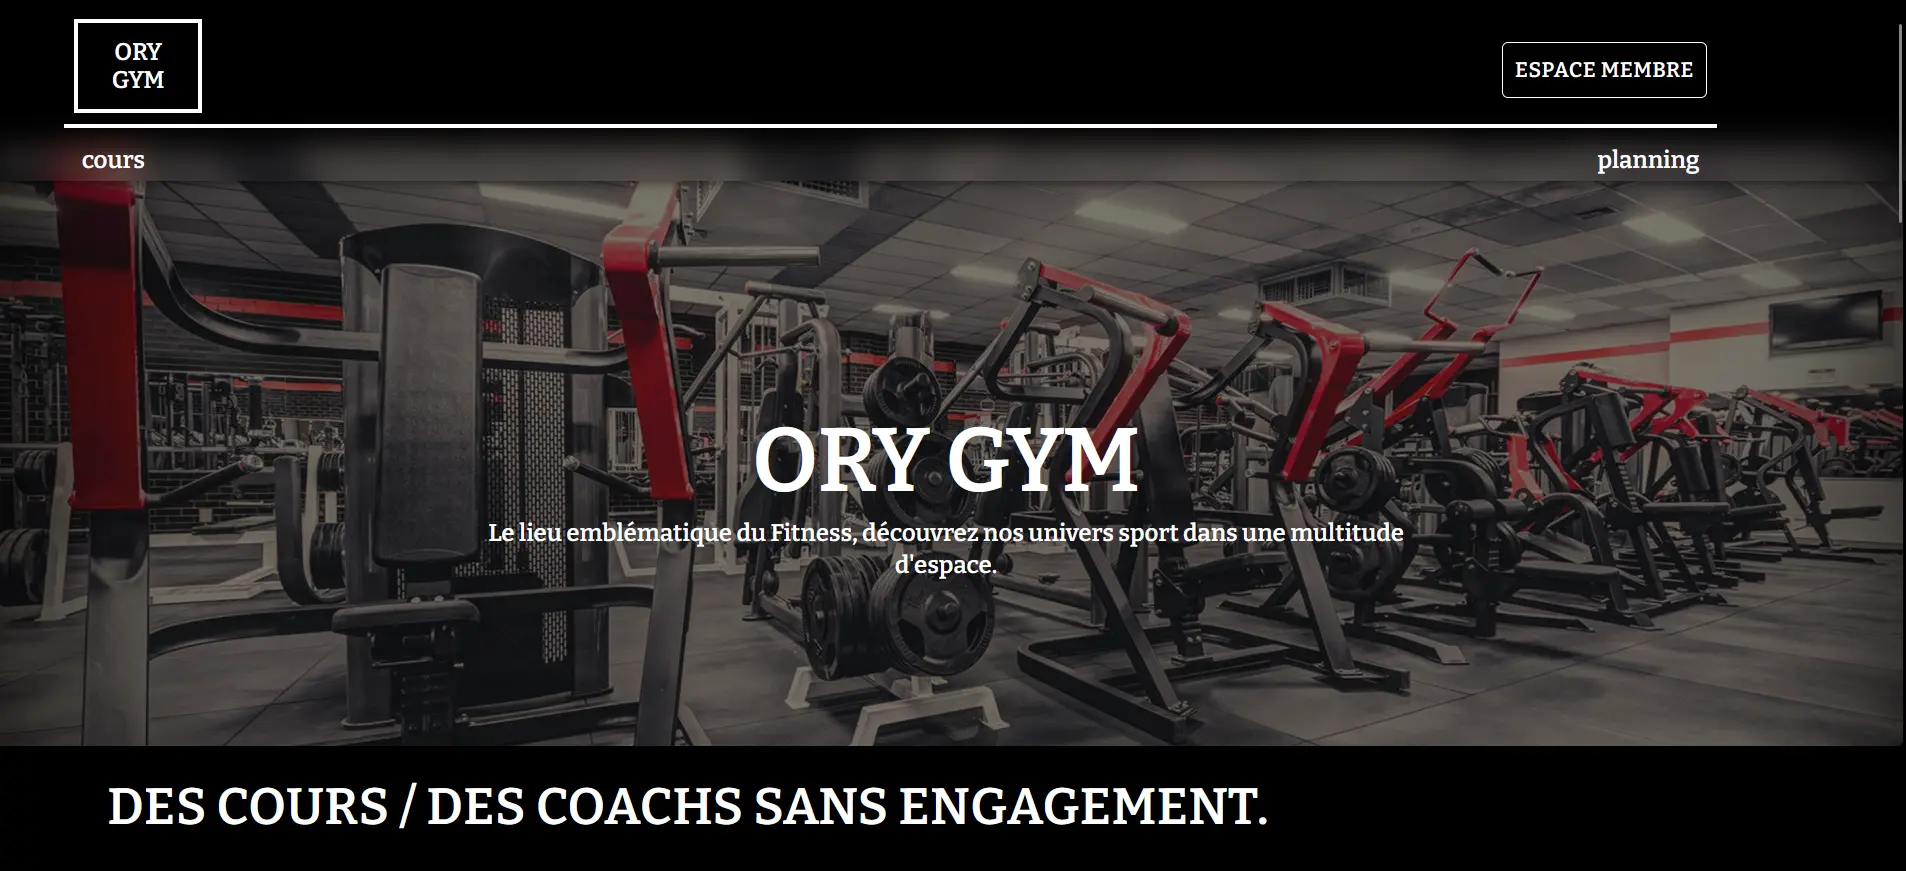 ORY
GYM
ESPACE MEMBRE
cours
planning
ORY GYM
Le lieu emblématique du Fitness, découvrez nos univers sport dans une multitude
d'espace.
DES COURS / DES COACHS SANS ENGAGEMENT.